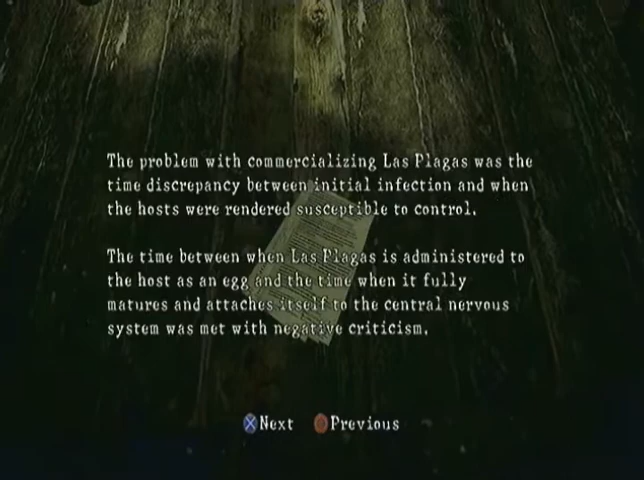 The problem with commercializing Las Plagas was the
time discrepancy between initial infection and when
the hosts were rendered susceptible to control.
The time between when Las Plagas is administered to
the host as an egg and the time when it fully
matures and attaches itself to the central nervous
system was met with negative criticism.
Next Previous